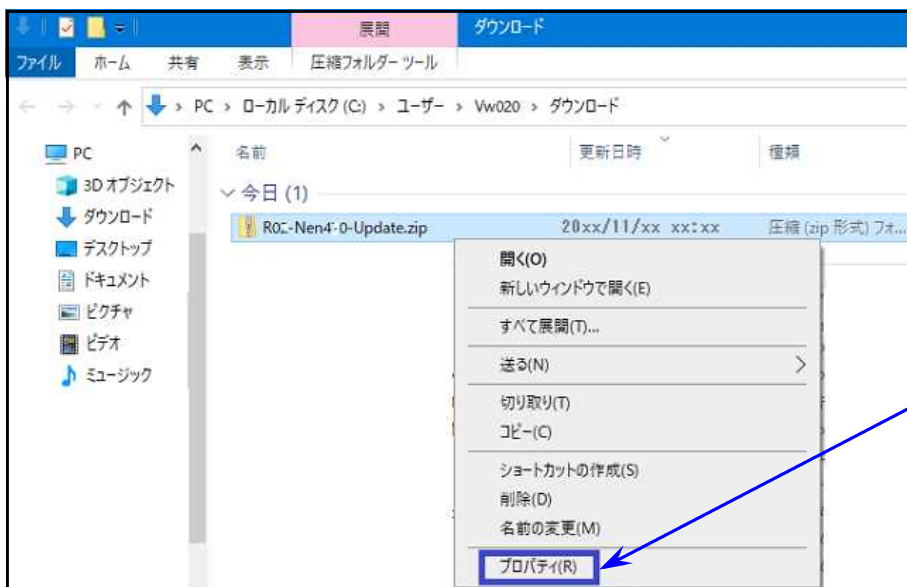 展開
ダウンロード
ファイル
ホーム
共有
表示
圧縮フォルダー ツール
PC › ローカル ディスク (C:) › ユーザー › Vw020 › ダウンロード
PC
3D オブジェクト
ダウンロード
デスクトップ
ドキュメント
ピクチャ
ビデオ
ミュージック
名前
更新日時
種類
今日 (1)
20xx/11/xx xx:xx
圧縮 (zip 形式) フォ...
開く(O)
新しいウィンドウで開く(E)
すべて展開(T)...
送る(N)
切り取り(T)
コピー(C)
ショートカットの作成(S)
削除(D)
名前の変更(M)
プロパティ(R)